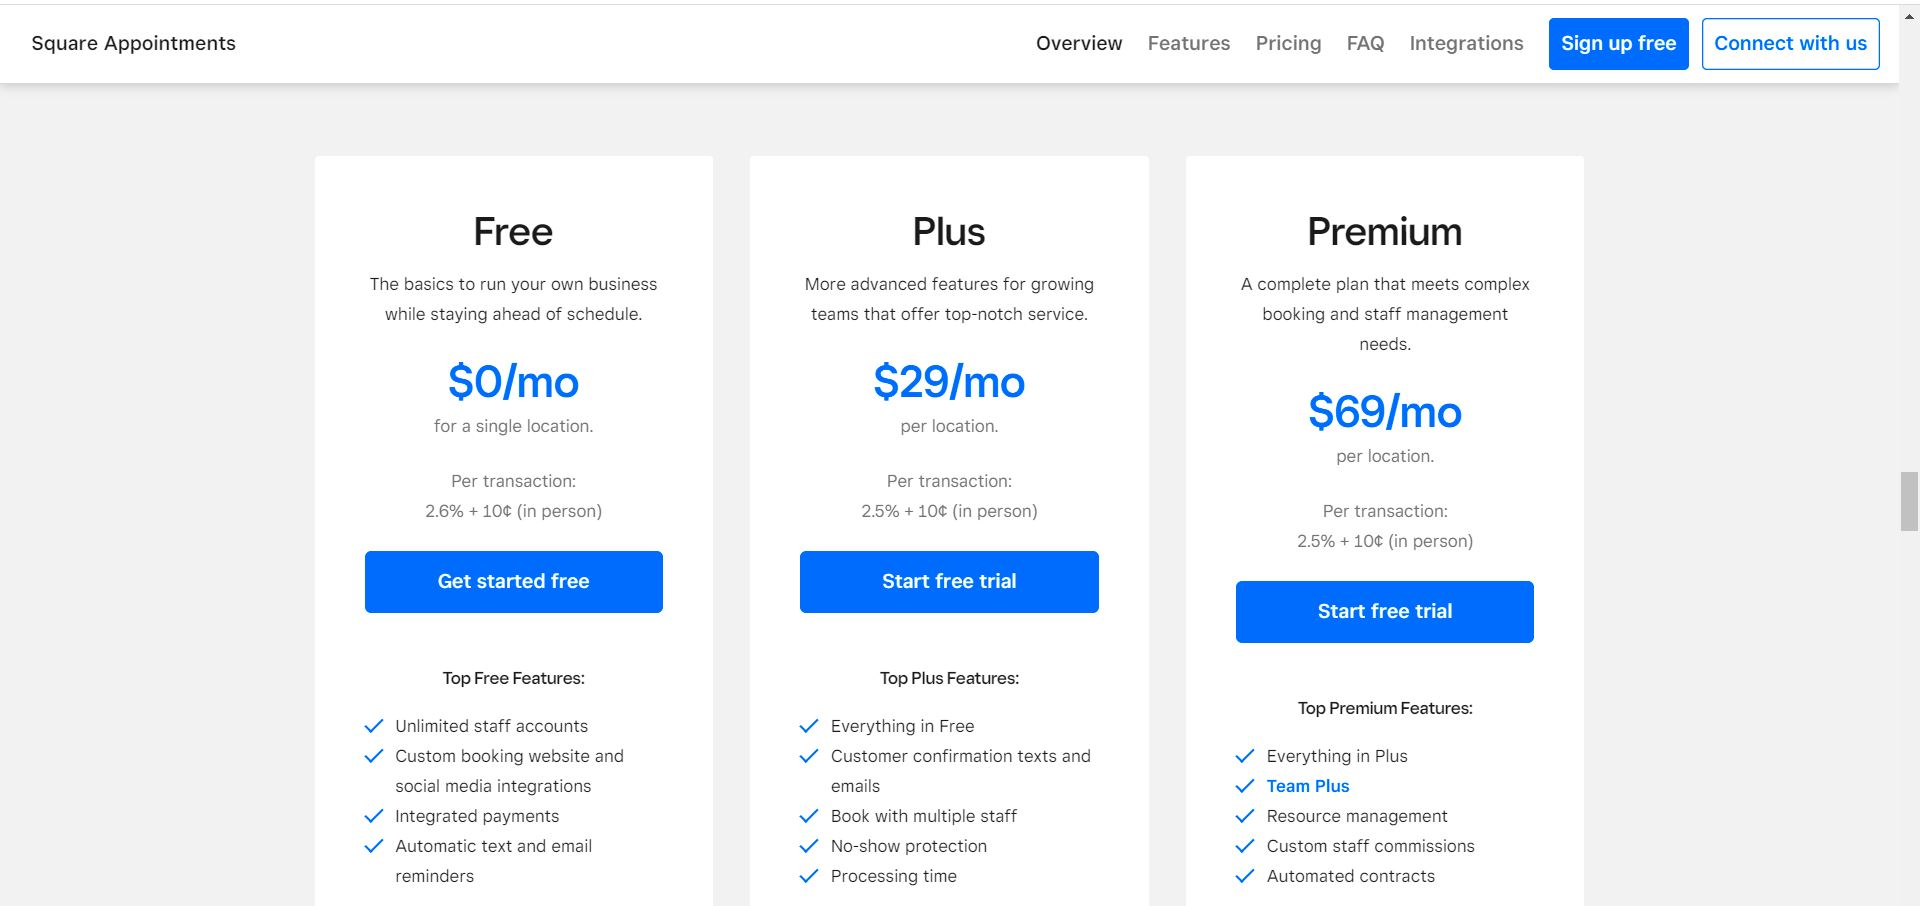 Square Appointments
Overview
Features
Pricing
FAQ
Integrations
Sign up free
Connect with us
Free
The basics to run your own business
while staying ahead of schedule.
$0/mo
for a single location.
Per transaction:
2.6% + 10¢ (in person)
Get started free
Top Free Features:
Unlimited staff accounts
Custom booking website and
social media integrations
Integrated payments
Automatic text and email
reminders
Plus
More advanced features for growing
teams that offer top-notch service.
$29/mo
per location.
Per transaction:
2.5% + 10¢ (in person)
Start free trial
Top Plus Features:
Everything in Free
Customer confirmation texts and
emails
Book with multiple staff
No-show protection
Processing time
Premium
A complete plan that meets complex
booking and staff management
needs.
$69/mo
per location.
Per transaction:
2.5% + 10¢ (in person)
Start free trial
Top Premium Features:
Everything in Plus
Team Plus
Resource management
Custom staff commissions
Automated contracts